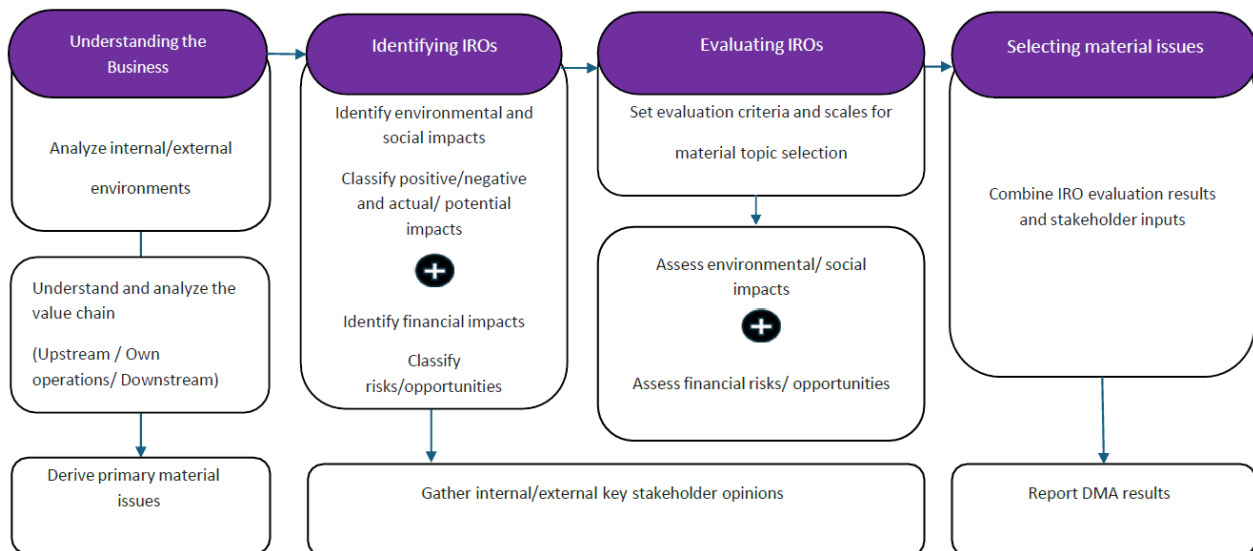 Understanding the
Business
Analyze internal/external
environments
Understand and analyze the
value chain
(Upstream / Own
operations/ Downstream)
Derive primary material
issues
Identifying IROs
Identify environmental and
social impacts
Classify positive/negative
and actual/ potential
impacts
Identify financial impacts
Classify
risks/opportunities
Evaluating IROs
Set evaluation criteria and scales for
material topic selection
Assess environmental/ social
impacts
Assess financial risks/ opportunities
Gather internal/external key stakeholder opinions
Selecting material issues
Combine IRO evaluation results
and stakeholder inputs
Report DMA results